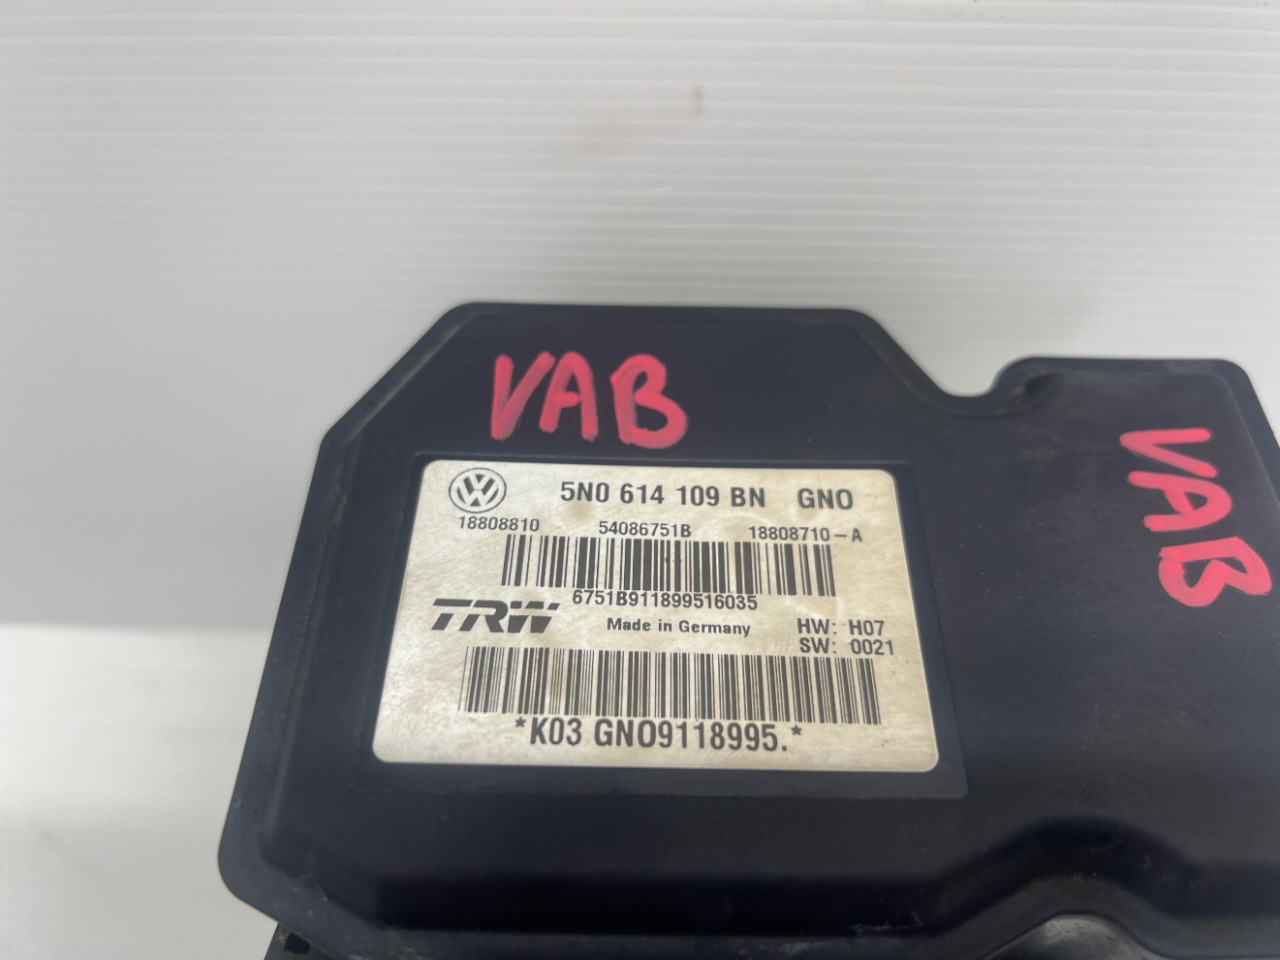 VAB
VAB
5N0 614 109 BN GNO
18808810 54086751B 18808710-A
6751B911899516035
TRW Made in Germany HW: H07
SW: 0021
*K03 GNO9118995.*